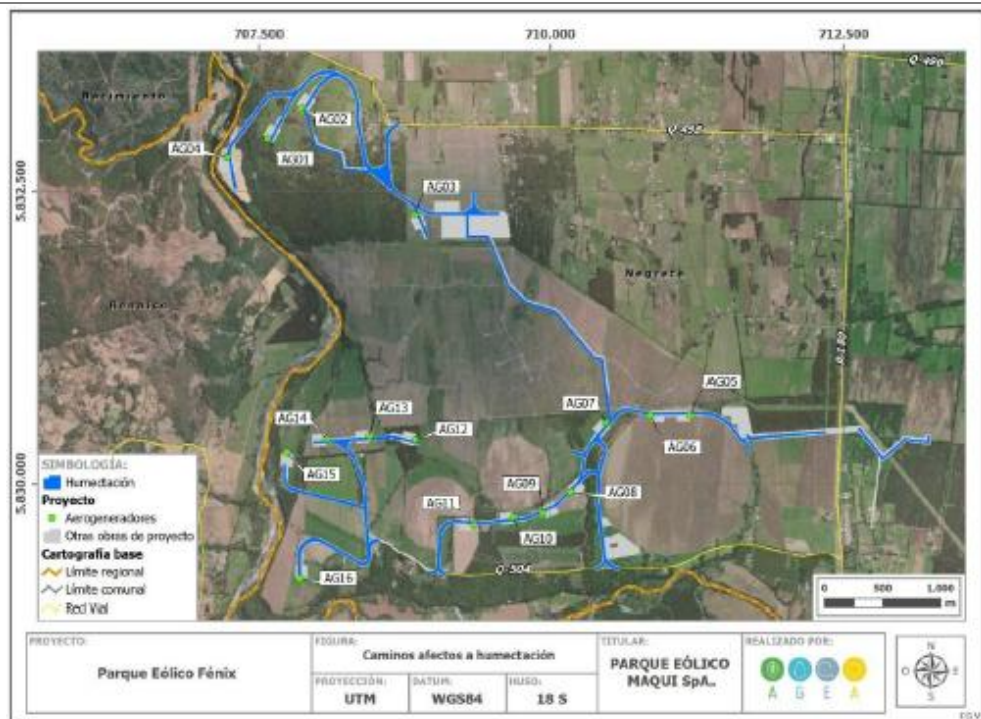 707.500 710.000 712.500
Q-490
Nacimiento
Q-492
AG02
AG04
AG01
5.832.500
AG03
Negrete
Renaico
Q-180
AG05
AG07
AG13
AG14
AG12
AG06
AG15
5.830.000
AG09
AG08
AG11
AG10
AG16
Q-504
SIMBOLOGÍA:
Humectación
Proyecto
Aerogeneradores
Otras obras de proyecto
Cartografía base
Límite regional
Límite comunal
Red Vial
0 500 1.000
m
PROYECTO:
Parque Eólico Fénix
FIGURA:
Caminos afectos a humectación
PROYECCIÓN:
UTM
DATUM:
WGS84
HUSO:
18 S
TITULAR:
PARQUE EÓLICO
MAQUI SpA..
REALIZADO POR:
A G E A
N
O E
S